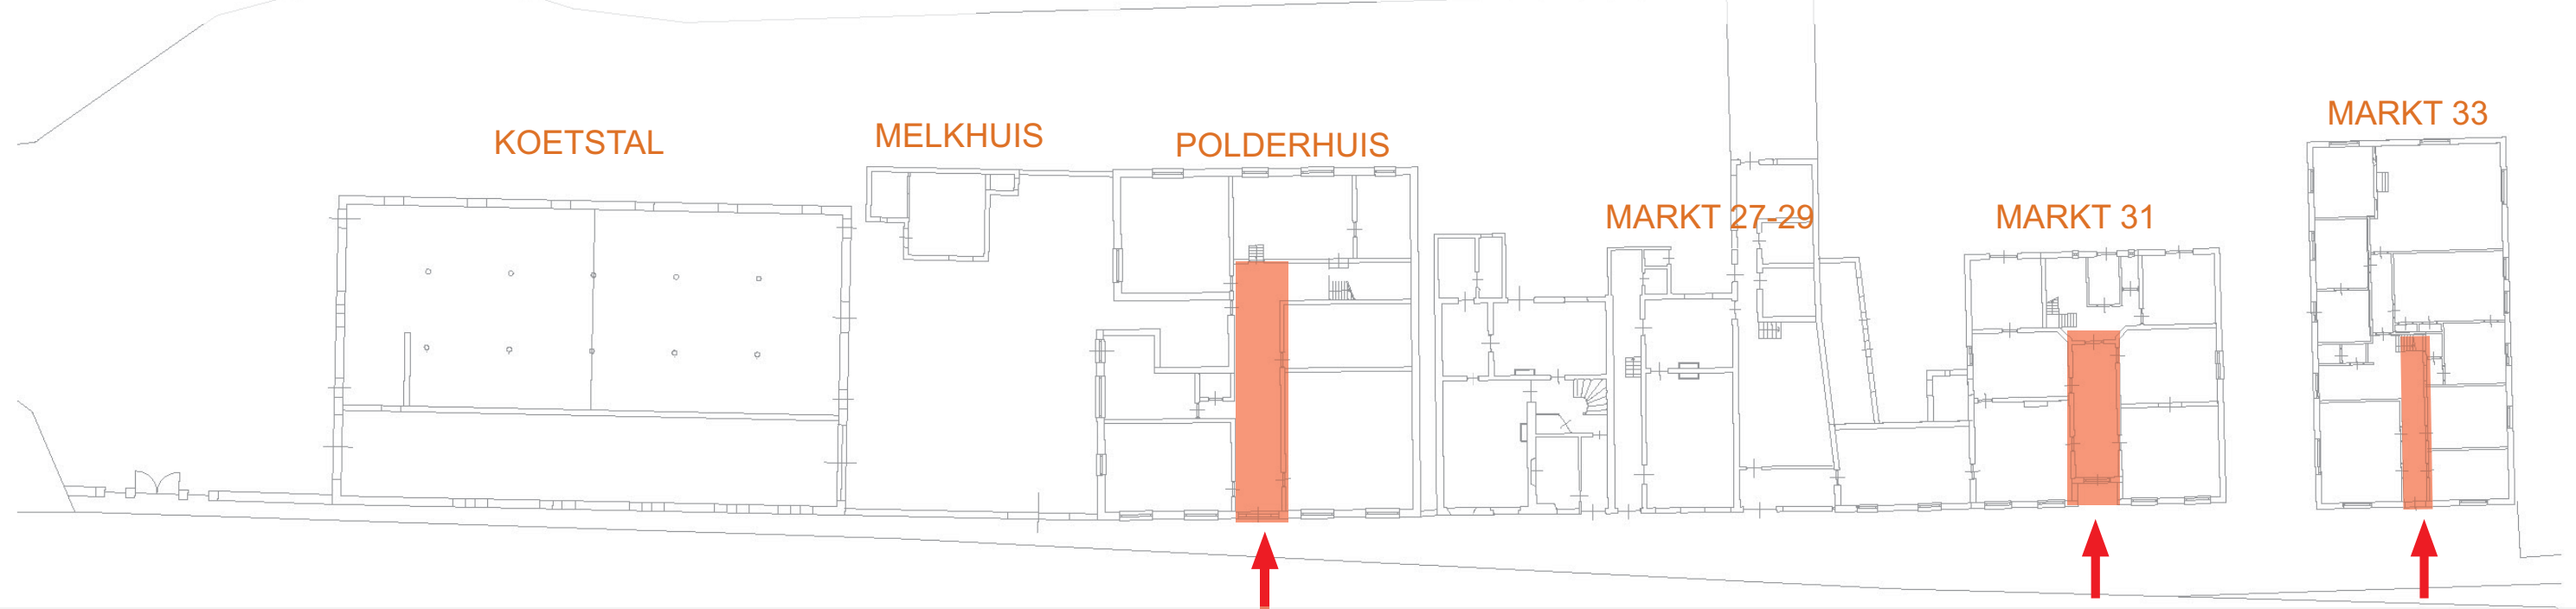 KOETSTAL
MELKHUIS
POLDERHUIS
MARKT 27-29
MARKT 31
MARKT 33